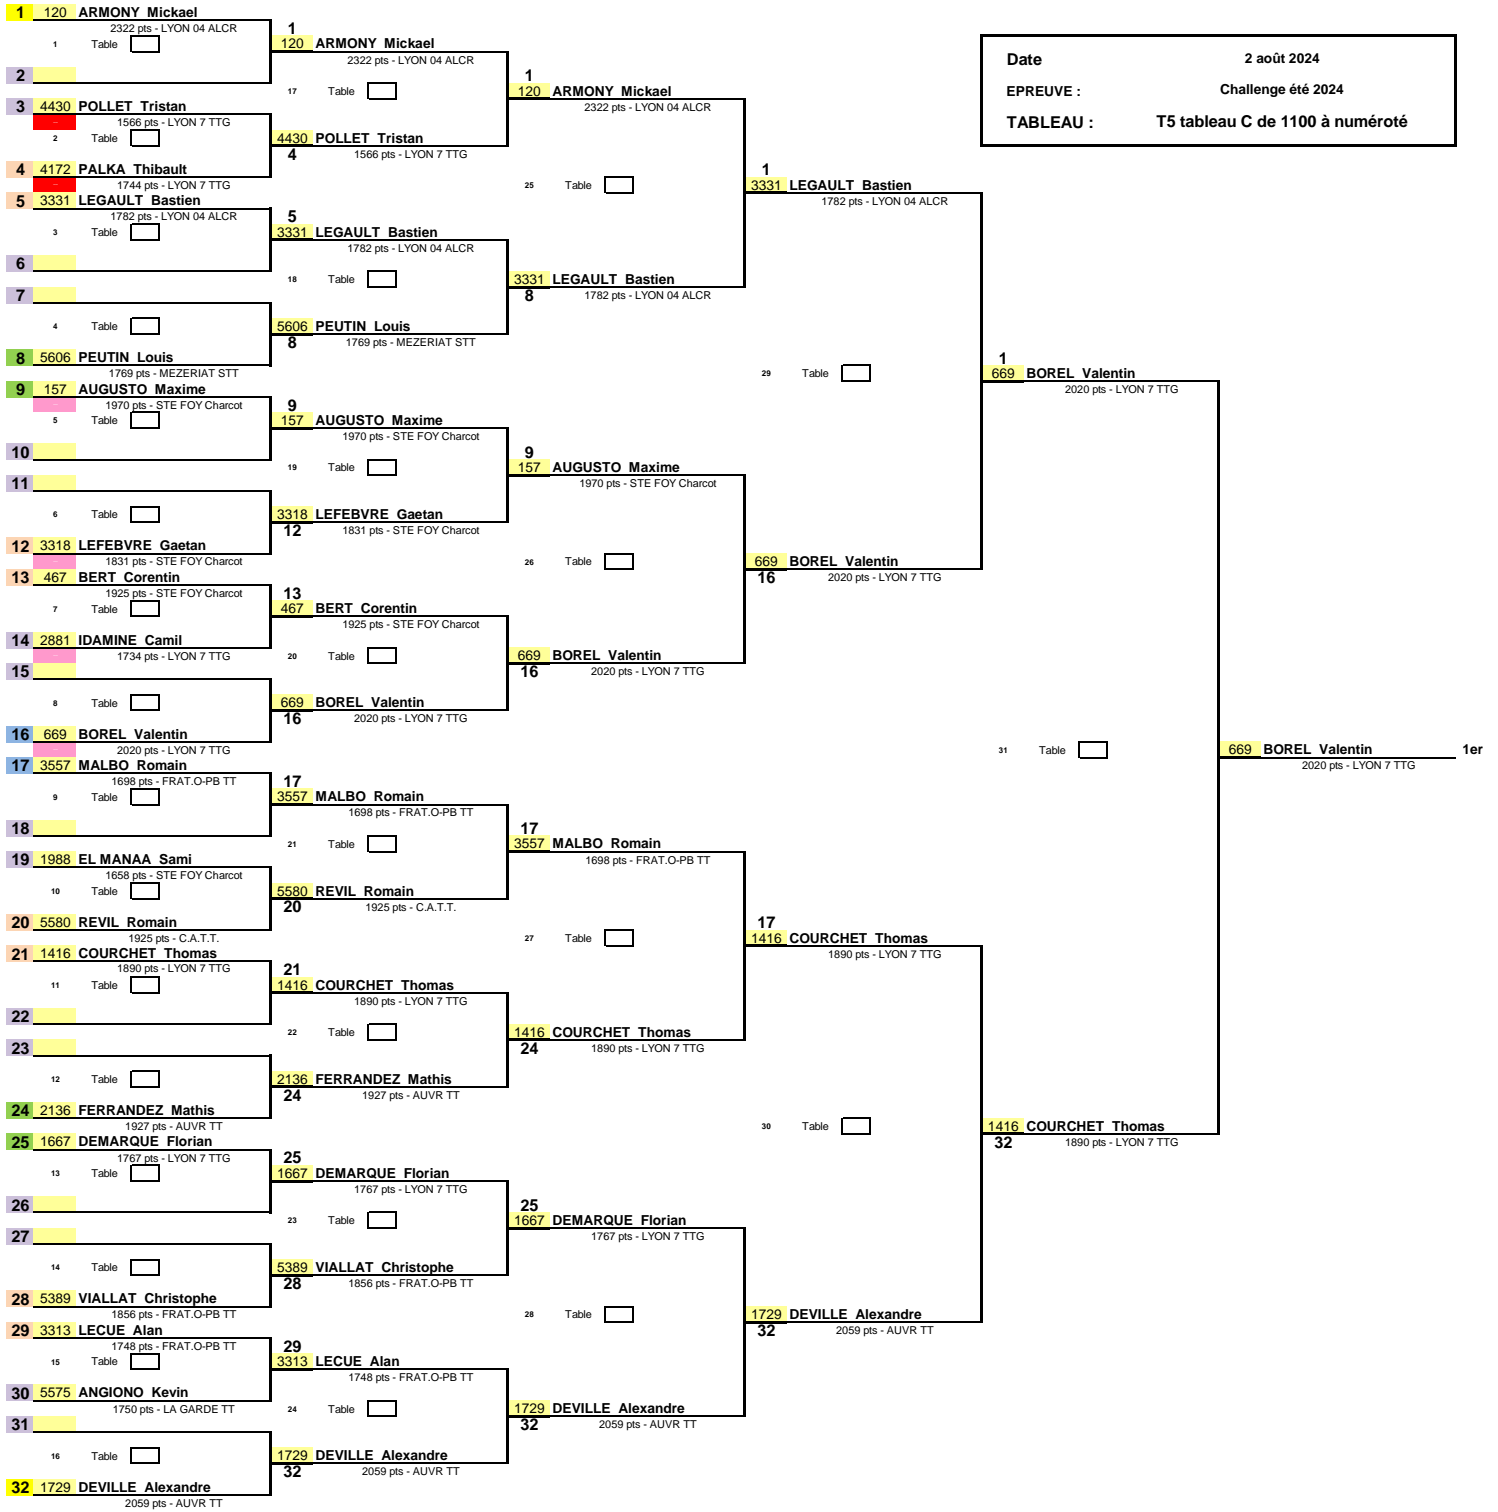 Date 2 août 2024
EPREUVE : Challenge été 2024
TABLEAU : T5 tableau C de 1100 à numéroté
1 120 ARMONY Mickael
2322 pts - LYON 04 ALCR
1 Table
2
3 4430 POLLET Tristan
1566 pts - LYON 7 TTG
2 Table
4 4172 PALKA Thibault
1744 pts - LYON 7 TTG
5 3331 LEGAULT Bastien
1782 pts - LYON 04 ALCR
3 Table
6
7
4 Table
8 5606 PEUTIN Louis
1769 pts - MEZERIAT STT
9 157 AUGUSTO Maxime
1970 pts - STE FOY Charcot
5 Table
10
11
6 Table
12 3318 LEFEBVRE Gaetan
1831 pts - STE FOY Charcot
13 467 BERT Corentin
1925 pts - STE FOY Charcot
7 Table
14 2881 IDAMINE Camil
1734 pts - LYON 7 TTG
15
8 Table
16 669 BOREL Valentin
2020 pts - LYON 7 TTG
17 3557 MALBO Romain
1698 pts - FRAT.O-PB TT
9 Table
18
19 1988 EL MANAA Sami
1658 pts - STE FOY Charcot
10 Table
20 5580 REVIL Romain
1925 pts - C.A.T.T.
21 1416 COURCHET Thomas
1890 pts - LYON 7 TTG
11 Table
22
23
12 Table
24 2136 FERRANDEZ Mathis
1927 pts - AUVR TT
25 1667 DEMARQUE Florian
1767 pts - LYON 7 TTG
13 Table
26
27
14 Table
28 5389 VIALLAT Christophe
1856 pts - FRAT.O-PB TT
29 3313 LECUE Alan
1748 pts - FRAT.O-PB TT
15 Table
30 5575 ANGIONO Kevin
1750 pts - LA GARDE TT
31
16 Table
32 1729 DEVILLE Alexandre
2059 pts - AUVR TT
1
120 ARMONY Mickael
2322 pts - LYON 04 ALCR
17 Table
4430 POLLET Tristan
4 1566 pts - LYON 7 TTG
5
3331 LEGAULT Bastien
1782 pts - LYON 04 ALCR
18 Table
5606 PEUTIN Louis
8 1769 pts - MEZERIAT STT
9
157 AUGUSTO Maxime
1970 pts - STE FOY Charcot
19 Table
3318 LEFEBVRE Gaetan
12 1831 pts - STE FOY Charcot
13
467 BERT Corentin
1925 pts - STE FOY Charcot
20 Table
669 BOREL Valentin
16 2020 pts - LYON 7 TTG
17
3557 MALBO Romain
1698 pts - FRAT.O-PB TT
21 Table
5580 REVIL Romain
20 1925 pts - C.A.T.T.
21
1416 COURCHET Thomas
1890 pts - LYON 7 TTG
22 Table
2136 FERRANDEZ Mathis
24 1927 pts - AUVR TT
25
1667 DEMARQUE Florian
1767 pts - LYON 7 TTG
23 Table
5389 VIALLAT Christophe
28 1856 pts - FRAT.O-PB TT
29
3313 LECUE Alan
1748 pts - FRAT.O-PB TT
24 Table
1729 DEVILLE Alexandre
32 2059 pts - AUVR TT
1
120 ARMONY Mickael
2322 pts - LYON 04 ALCR
25 Table
3331 LEGAULT Bastien
8 1782 pts - LYON 04 ALCR
9
157 AUGUSTO Maxime
1970 pts - STE FOY Charcot
26 Table
669 BOREL Valentin
16 2020 pts - LYON 7 TTG
17
3557 MALBO Romain
1698 pts - FRAT.O-PB TT
27 Table
1416 COURCHET Thomas
24 1890 pts - LYON 7 TTG
25
1667 DEMARQUE Florian
1767 pts - LYON 7 TTG
28 Table
1729 DEVILLE Alexandre
32 2059 pts - AUVR TT
1
3331 LEGAULT Bastien
1782 pts - LYON 04 ALCR
29 Table
669 BOREL Valentin
16 2020 pts - LYON 7 TTG
17
1416 COURCHET Thomas
1890 pts - LYON 7 TTG
30 Table
1729 DEVILLE Alexandre
32 2059 pts - AUVR TT
1
669 BOREL Valentin
2020 pts - LYON 7 TTG
31 Table
1416 COURCHET Thomas
32 1890 pts - LYON 7 TTG
669 BOREL Valentin 1er
2020 pts - LYON 7 TTG